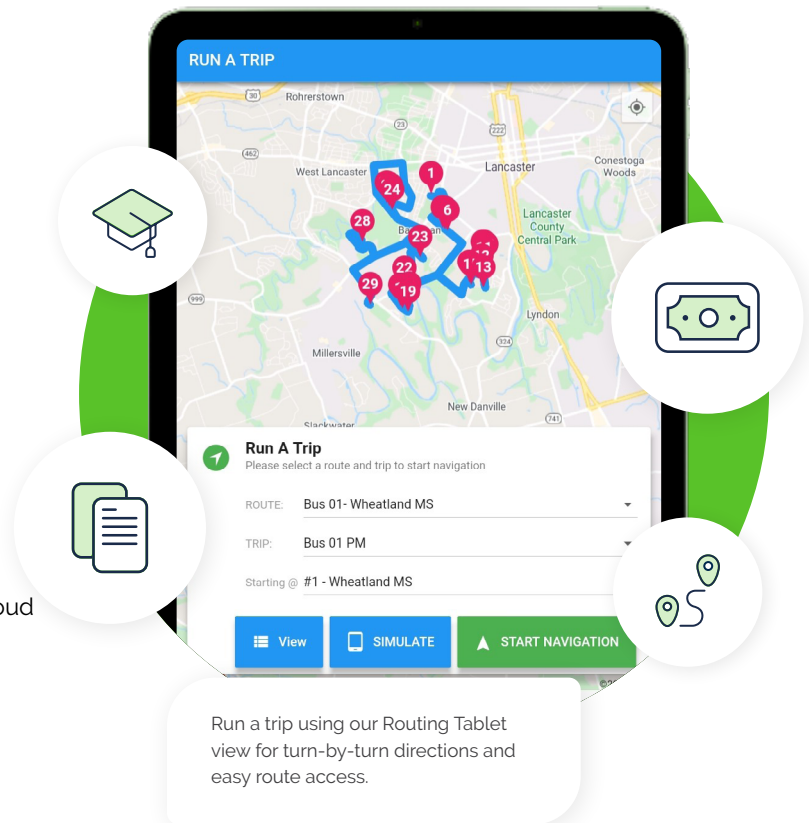 RUN A TRIP
30
Rohrerstown
23
222
462
West Lancaster
Lancaster
Conestoga
Woods
1
24
6
28
Lancaster
County
Central Park
23
22
13
29
19
999
Lyndon
324
Millersville
New Danville
741
Slackwater
Run A Trip
Please select a route and trip to start navigation
ROUTE: Bus 01- Wheatland MS
TRIP: Bus 01 PM
Starting @ #1 - Wheatland MS
View SIMULATE START NAVIGATION
oud
Run a trip using our Routing Tablet
view for turn-by-turn directions and
easy route access.